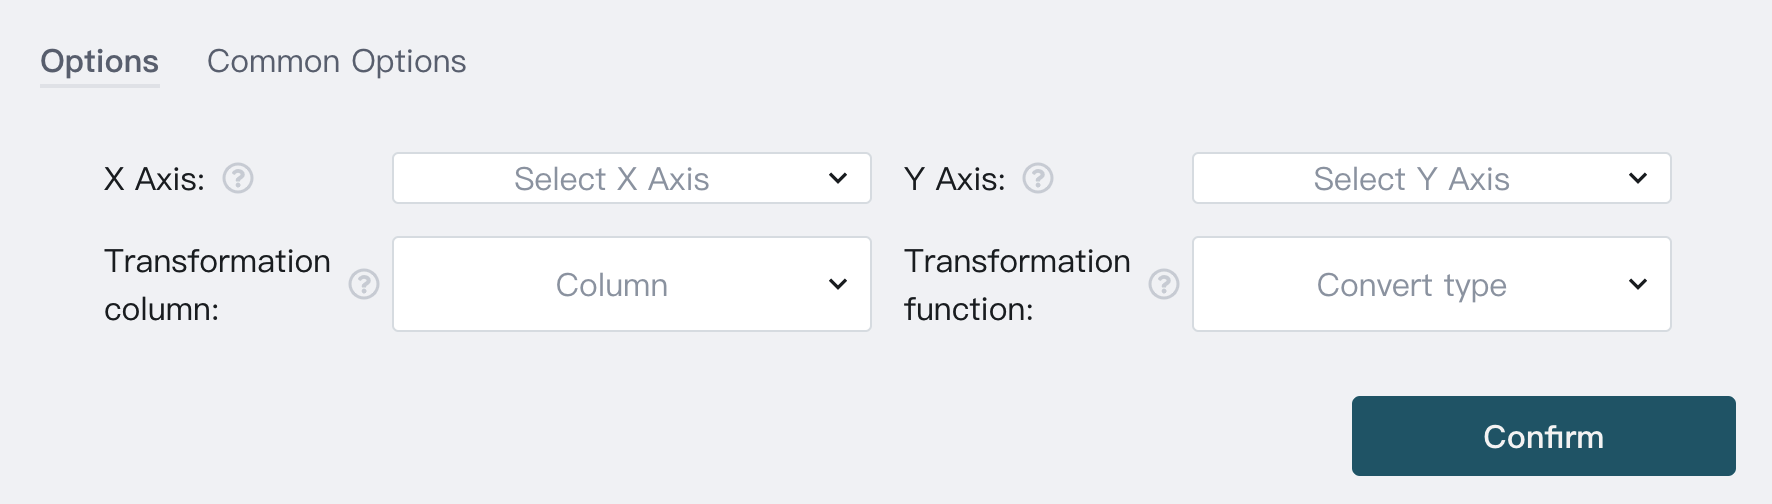 Options Common Options
X Axis: ? Select X Axis Y Axis: ? Select Y Axis
Transformation
column: ? Column
Transformation
function: ? Convert type
Confirm